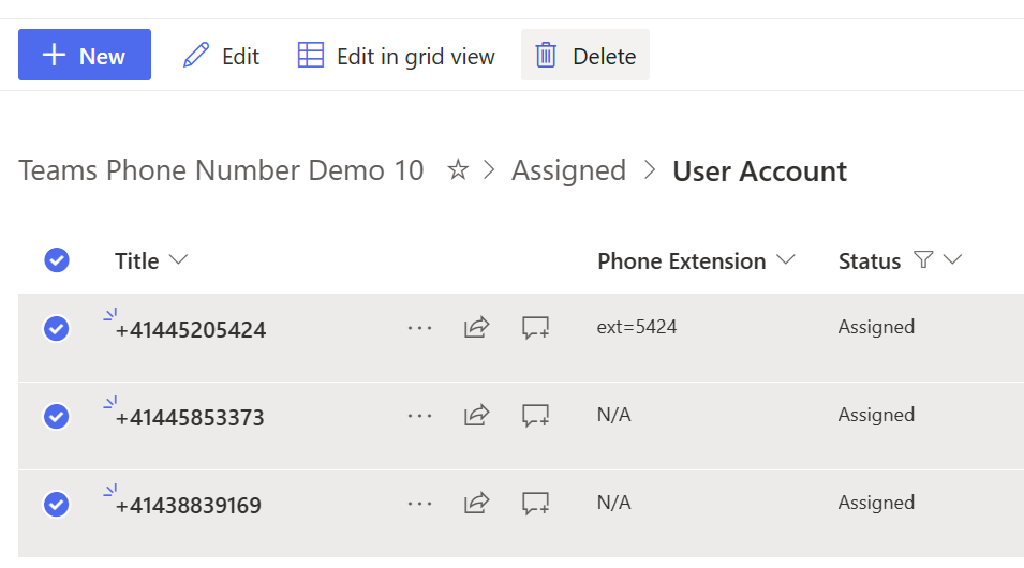 New Edit Edit in grid view Delete
Teams Phone Number Demo 10 > Assigned > User Account
Title Phone Extension Status
+41445205424 ... ext=5424 Assigned
+41445853373 ... N/A Assigned
+41438839169 ... N/A Assigned